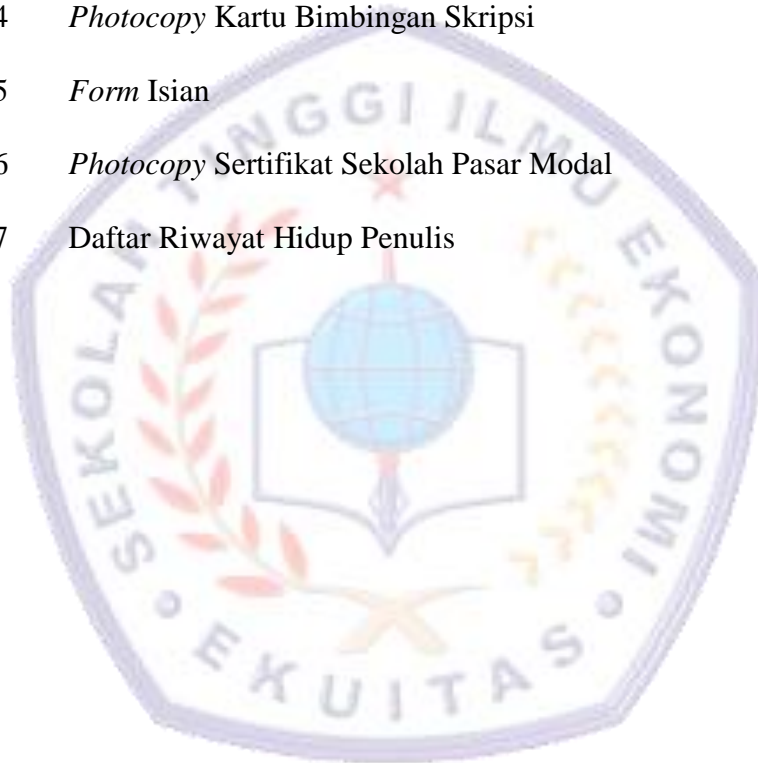 4 Photocopy Kartu Bimbingan Skripsi
5 Form Isian
6 Photocopy Sertifikat Sekolah Pasar Modal
7 Daftar Riwayat Hidup Penulis
SEKOLAH TINGGI ILMU EKONOMI
EKUITAS